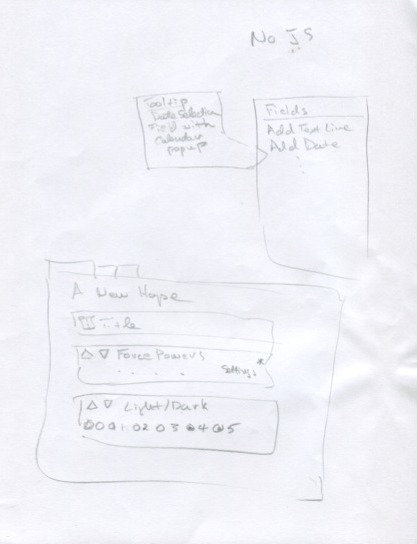 No JS
Tooltip
Date Selection
Field with
Calendar
popup
Fields
Add Text Line
Add Date
A New Hope
Title
Force Powers
Settings
Light/Dark
0 1 2 3 4 5